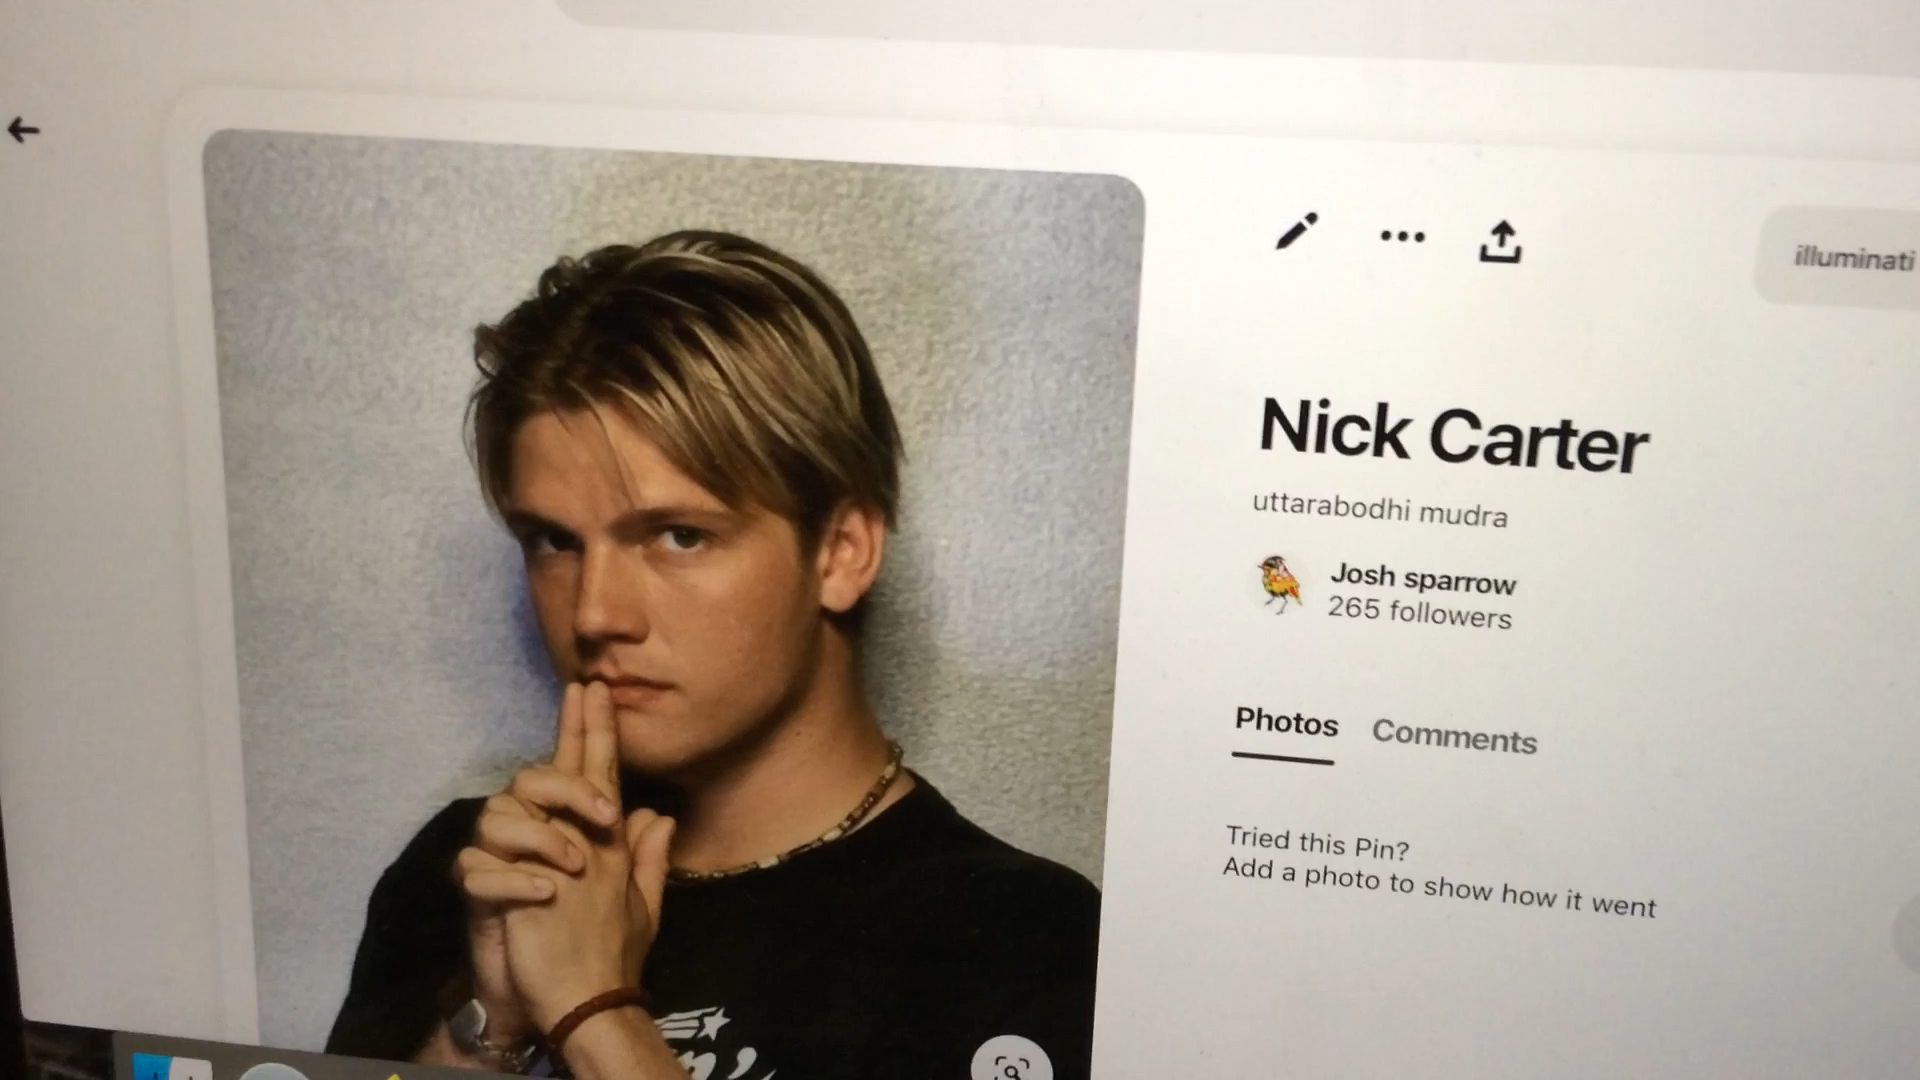 illuminati
Nick Carter
uttarabodhi mudra
Josh sparrow
265 followers
Photos Comments
Tried this Pin?
Add a photo to show how it went